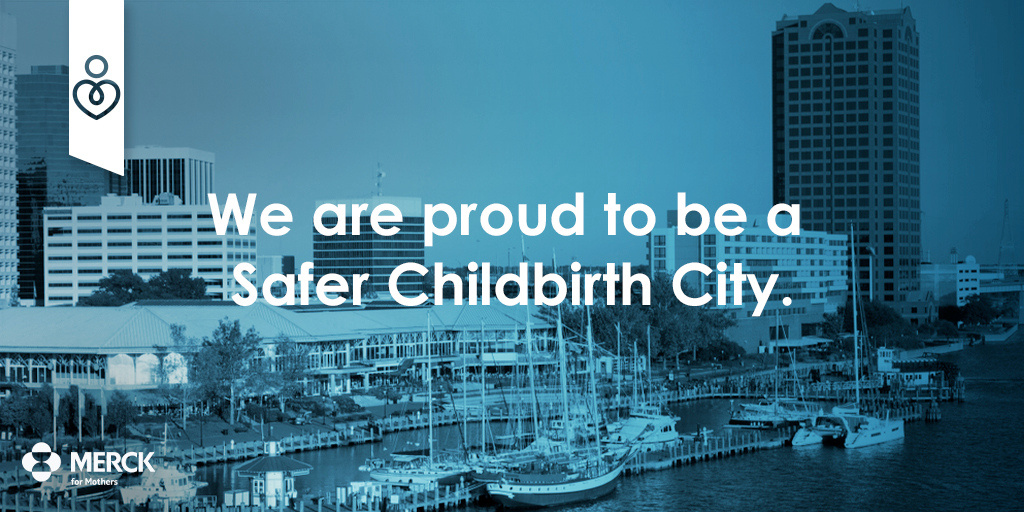 We are proud to be a
Safer Childbirth City.
MERCK
for Mothers